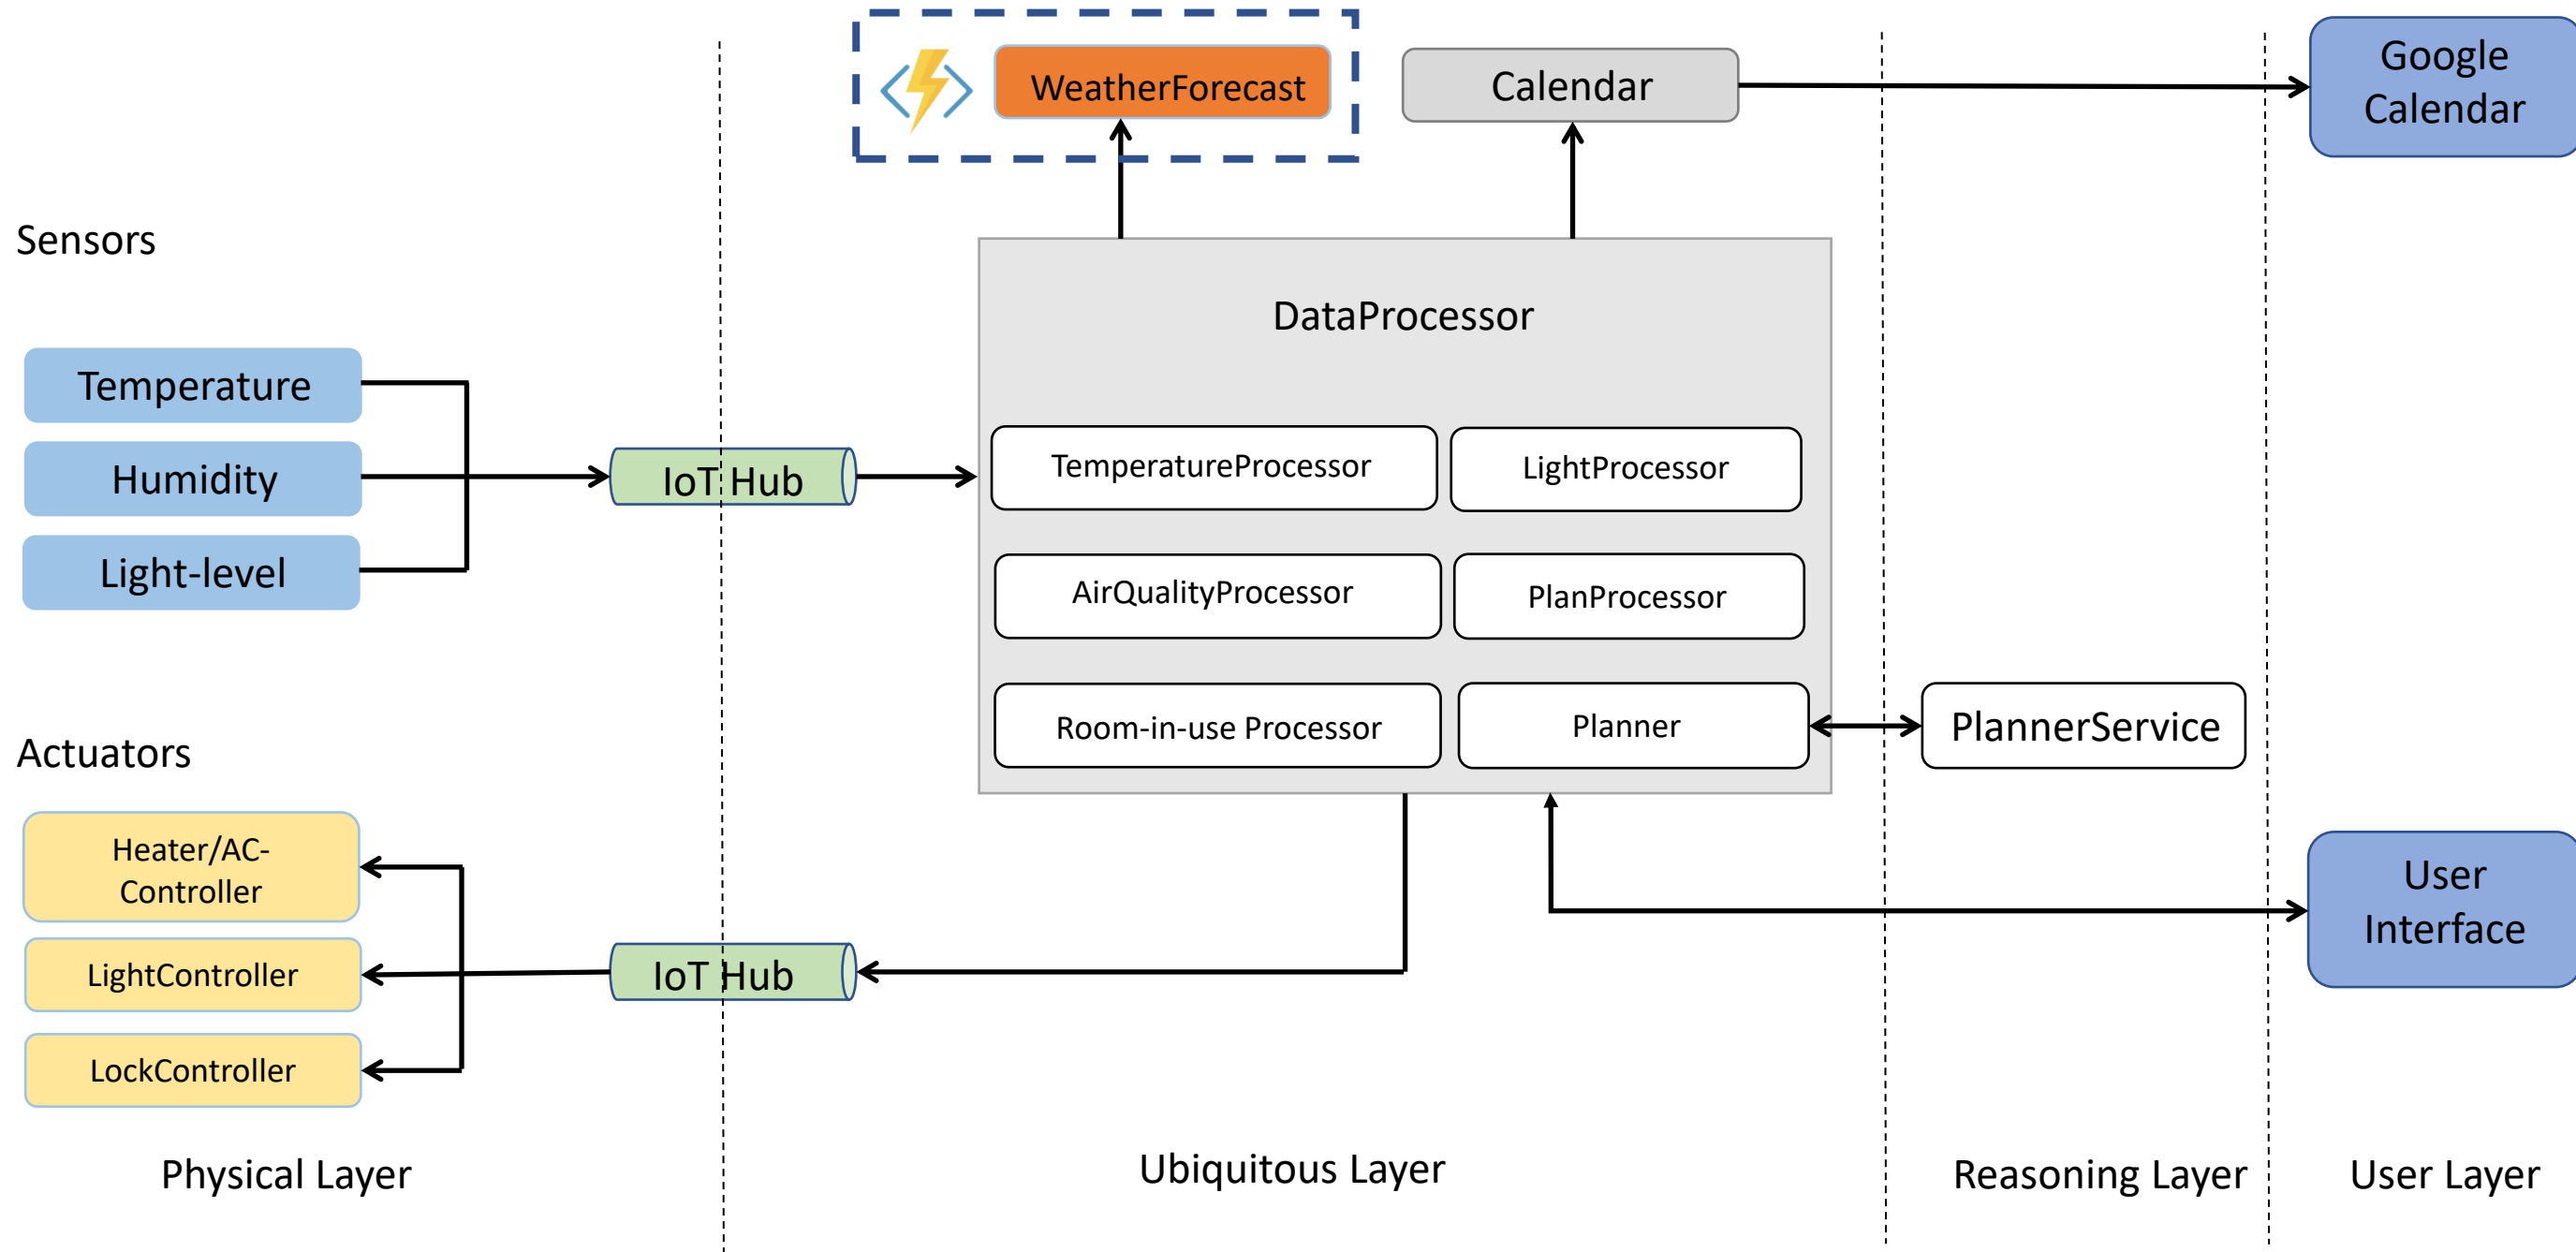 WeatherForecast
Calendar
Google
Calendar
Sensors
DataProcessor
Temperature
Humidity
Light-level
IoT Hub
TemperatureProcessor
LightProcessor
AirQualityProcessor
PlanProcessor
Room-in-use Processor
Planner
PlannerService
Actuators
Heater/AC-
Controller
LightController
LockController
IoT Hub
User
Interface
Physical Layer
Ubiquitous Layer
Reasoning Layer
User Layer